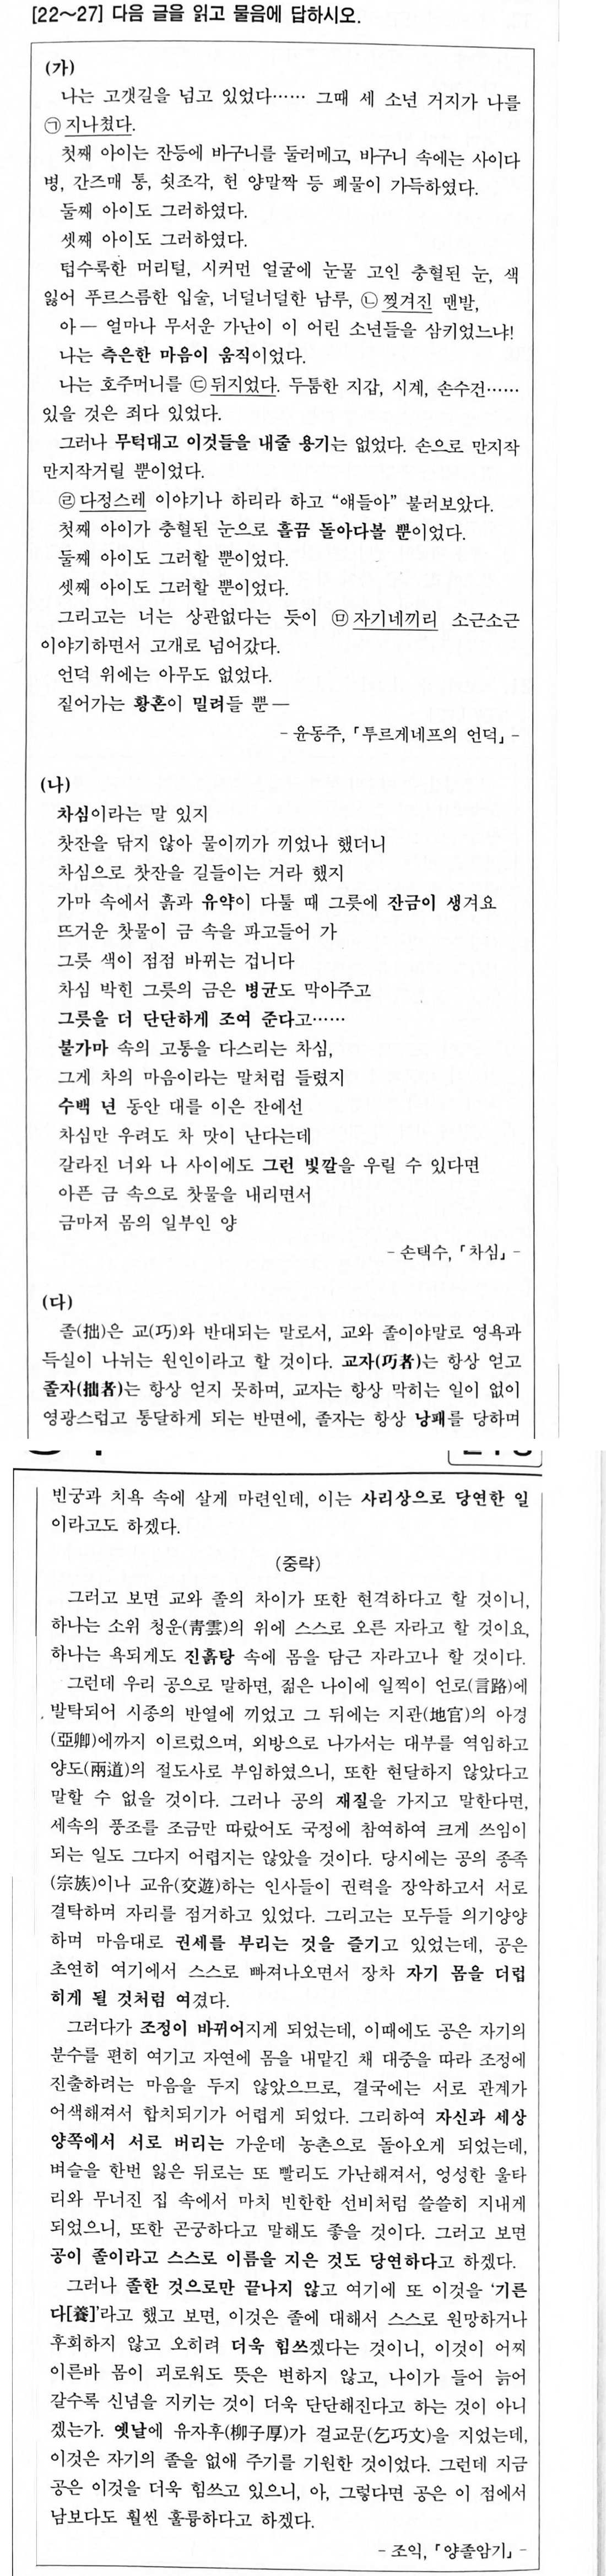 [22～27] 다음 글을 읽고 물음에 답하시오.
(가)
나는 고갯길을 넘고 있었다…… 그때 세 소년 거지가 나를
㉠ 지나쳤다.
첫째 아이는 잔등에 바구니를 둘러메고, 바구니 속에는 사이다
병, 간즈매 통, 쇳조각, 헌 양말짝 등 폐물이 가득하였다.
둘째 아이도 그러하였다.
셋째 아이도 그러하였다.
텁수룩한 머리털, 시커먼 얼굴에 눈물 고인 충혈된 눈, 색
잃어 푸르스름한 입술, 너덜너덜한 남루, ㉡ 찢겨진 맨발,
아― 얼마나 무서운 가난이 이 어린 소년들을 삼키었느냐!
나는 측은한 마음이 움직이었다.
나는 호주머니를 ㉢ 뒤지었다. 두툼한 지갑, 시계, 손수건……
있을 것은 죄다 있었다.
그러나 무턱대고 이것들을 내줄 용기는 없었다. 손으로 만지작
만지작거릴 뿐이었다.
㉣ 다정스레 이야기나 하리라 하고 “얘들아” 불러보았다.
첫째 아이가 충혈된 눈으로 흘끔 돌아다볼 뿐이었다.
둘째 아이도 그러할 뿐이었다.
셋째 아이도 그러할 뿐이었다.
그리고는 너는 상관없다는 듯이 ㉤ 자기네끼리 소근소근
이야기하면서 고개로 넘어갔다.
언덕 위에는 아무도 없었다.
짙어가는 황혼이 밀려들 뿐―
- 윤동주, 「투르게네프의 언덕」 -
(나)
차심이라는 말 있지
찻잔을 닦지 않아 물이끼가 끼었나 했더니
차심으로 찻잔을 길들이는 거라 했지
가마 속에서 흙과 유약이 다툴 때 그릇에 잔금이 생겨요
뜨거운 찻물이 금 속을 파고들어 가
그릇 색이 점점 바뀌는 겁니다
차심 박힌 그릇의 금은 병균도 막아주고
그릇을 더 단단하게 조여 준다고……
불가마 속의 고통을 다스리는 차심,
그게 차의 마음이라는 말처럼 들렸지
수백 년 동안 대를 이은 잔에선
차심만 우려도 차 맛이 난다는데
갈라진 너와 나 사이에도 그런 빛깔을 우릴 수 있다면
아픈 금 속으로 찻물을 내리면서
금마저 몸의 일부인 양
- 손택수, 「차심」 -
(다)
졸(拙)은 교(巧)와 반대되는 말로서, 교와 졸이야말로 영욕과
득실이 나뉘는 원인이라고 할 것이다. 교자(巧者)는 항상 얻고
졸자(拙者)는 항상 얻지 못하며, 교자는 항상 막히는 일이 없이
영광스럽고 통달하게 되는 반면에, 졸자는 항상 낭패를 당하며
빈궁과 치욕 속에 살게 마련인데, 이는 사리상으로 당연한 일
이라고도 하겠다.
(중략)
그러고 보면 교와 졸의 차이가 또한 현격하다고 할 것이니,
하나는 소위 청운(靑雲)의 위에 스스로 오른 자라고 할 것이요,
하나는 욕되게도 진흙탕 속에 몸을 담근 자라고나 할 것이다.
그런데 우리 공으로 말하면, 젊은 나이에 일찍이 언로(言路)에
발탁되어 시종의 반열에 끼었고 그 뒤에는 지관(地官)의 아경
(亞卿)에까지 이르렀으며, 외방으로 나가서는 대부를 역임하고
양도(兩道)의 절도사로 부임하였으니, 또한 현달하지 않았다고
말할 수 없을 것이다. 그러나 공의 재질을 가지고 말한다면,
세속의 풍조를 조금만 따랐어도 국정에 참여하여 크게 쓰임이
되는 일도 그다지 어렵지는 않았을 것이다. 당시에는 공의 종족
(宗族)이나 교유(交遊)하는 인사들이 권력을 장악하고서 서로
결탁하며 자리를 점거하고 있었다. 그리고는 모두들 의기양양
하며 마음대로 권세를 부리는 것을 즐기고 있었는데, 공은
초연히 여기에서 스스로 빠져나오면서 장차 자기 몸을 더럽
히게 될 것처럼 여겼다.
그러다가 조정이 바뀌어지게 되었는데, 이때에도 공은 자기의
분수를 편히 여기고 자연에 몸을 내맡긴 채 대중을 따라 조정에
진출하려는 마음을 두지 않았으므로, 결국에는 서로 관계가
어색해져서 합치되기가 어렵게 되었다. 그리하여 자신과 세상
양쪽에서 서로 버리는 가운데 농촌으로 돌아오게 되었는데,
벼슬을 한번 잃은 뒤로는 또 빨리도 가난해져서, 엉성한 울타
리와 무너진 집 속에서 마치 빈한한 선비처럼 쓸쓸히 지내게
되었으니, 또한 곤궁하다고 말해도 좋을 것이다. 그러고 보면
공이 졸이라고 스스로 이름을 지은 것도 당연하다고 하겠다.
그러나 졸한 것으로만 끝나지 않고 여기에 또 이것을 ‘기른
다[養]’라고 했고 보면, 이것은 졸에 대해서 스스로 원망하거나
후회하지 않고 오히려 더욱 힘쓰겠다는 것이니, 이것이 어찌
이른바 몸이 괴로워도 뜻은 변하지 않고, 나이가 들어 늙어
갈수록 신념을 지키는 것이 더욱 단단해진다고 하는 것이 아니
겠는가. 옛날에 유자후(柳子厚)가 걸교문(乞巧文)을 지었는데,
이것은 자기의 졸을 없애 주기를 기원한 것이었다. 그런데 지금
공은 이것을 더욱 힘쓰고 있으니, 아, 그렇다면 공은 이 점에서
남보다도 훨씬 훌륭하다고 하겠다.
- 조익, 「양졸암기」 -